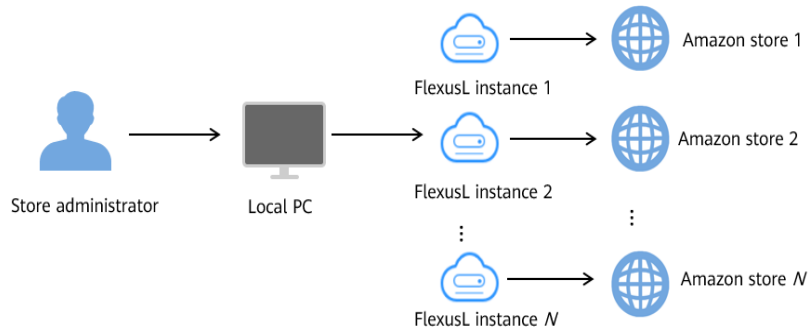 Amazon store 1
FlexusL instance 1
Amazon store 2
Store administrator
Local PC
FlexusL instance 2
⋮
⋮
Amazon store N
FlexusL instance N